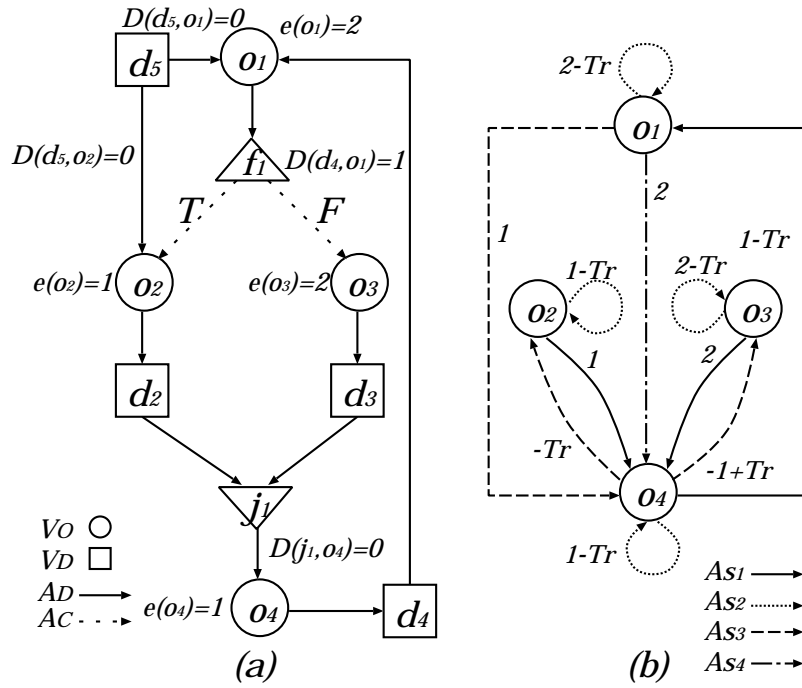 D(d5,o1)=0
e(o1)=2
d5
o1
D(d5,o2)=0
f1
D(d4,o1)=1
T
F
e(o2)=1
o2
e(o3)=2
o3
d2
d3
j1
D(j1,o4)=0
VO
VD
AD
AC
e(o4)=1
o4
d4
(a)
2-Tr
o1
2
1
1-Tr
1-Tr
2-Tr
o2
o3
1
2
-Tr
-1+Tr
o4
1-Tr
As1
As2
As3
As4
(b)